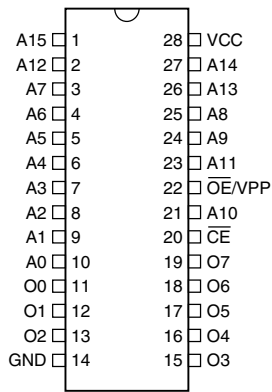 A15 1 28 VCC
A12 2 27 A14
A7 3 26 A13
A6 4 25 A8
A5 5 24 A9
A4 6 23 A11
A3 7 22 O̅E̅/VPP
A2 8 21 A10
A1 9 20 C̅E̅
A0 10 19 O7
O0 11 18 O6
O1 12 17 O5
O2 13 16 O4
GND 14 15 O3